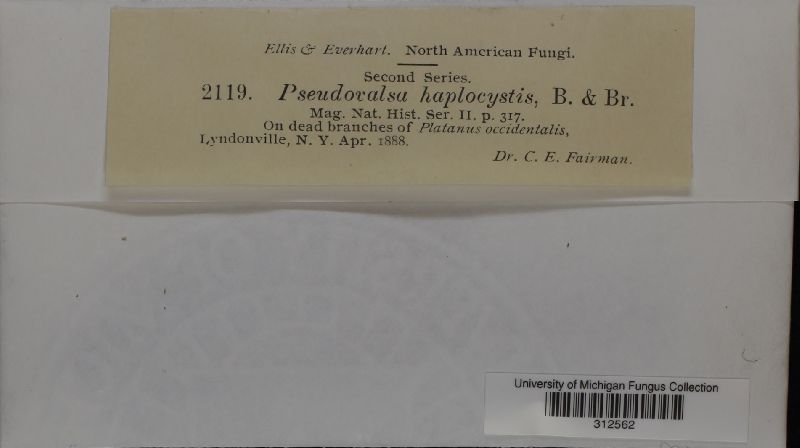 Ellis & Everhart. North American Fungi.
Second Series.
2119. Pseudovalsa haplocystis, B. & Br.
Mag. Nat. Hist. Ser. II. p. 317.
On dead branches of Platanus occidentalis,
Lyndonville, N. Y. Apr. 1888.
Dr. C. E. Fairman.
University of Michigan Fungus Collection
312562